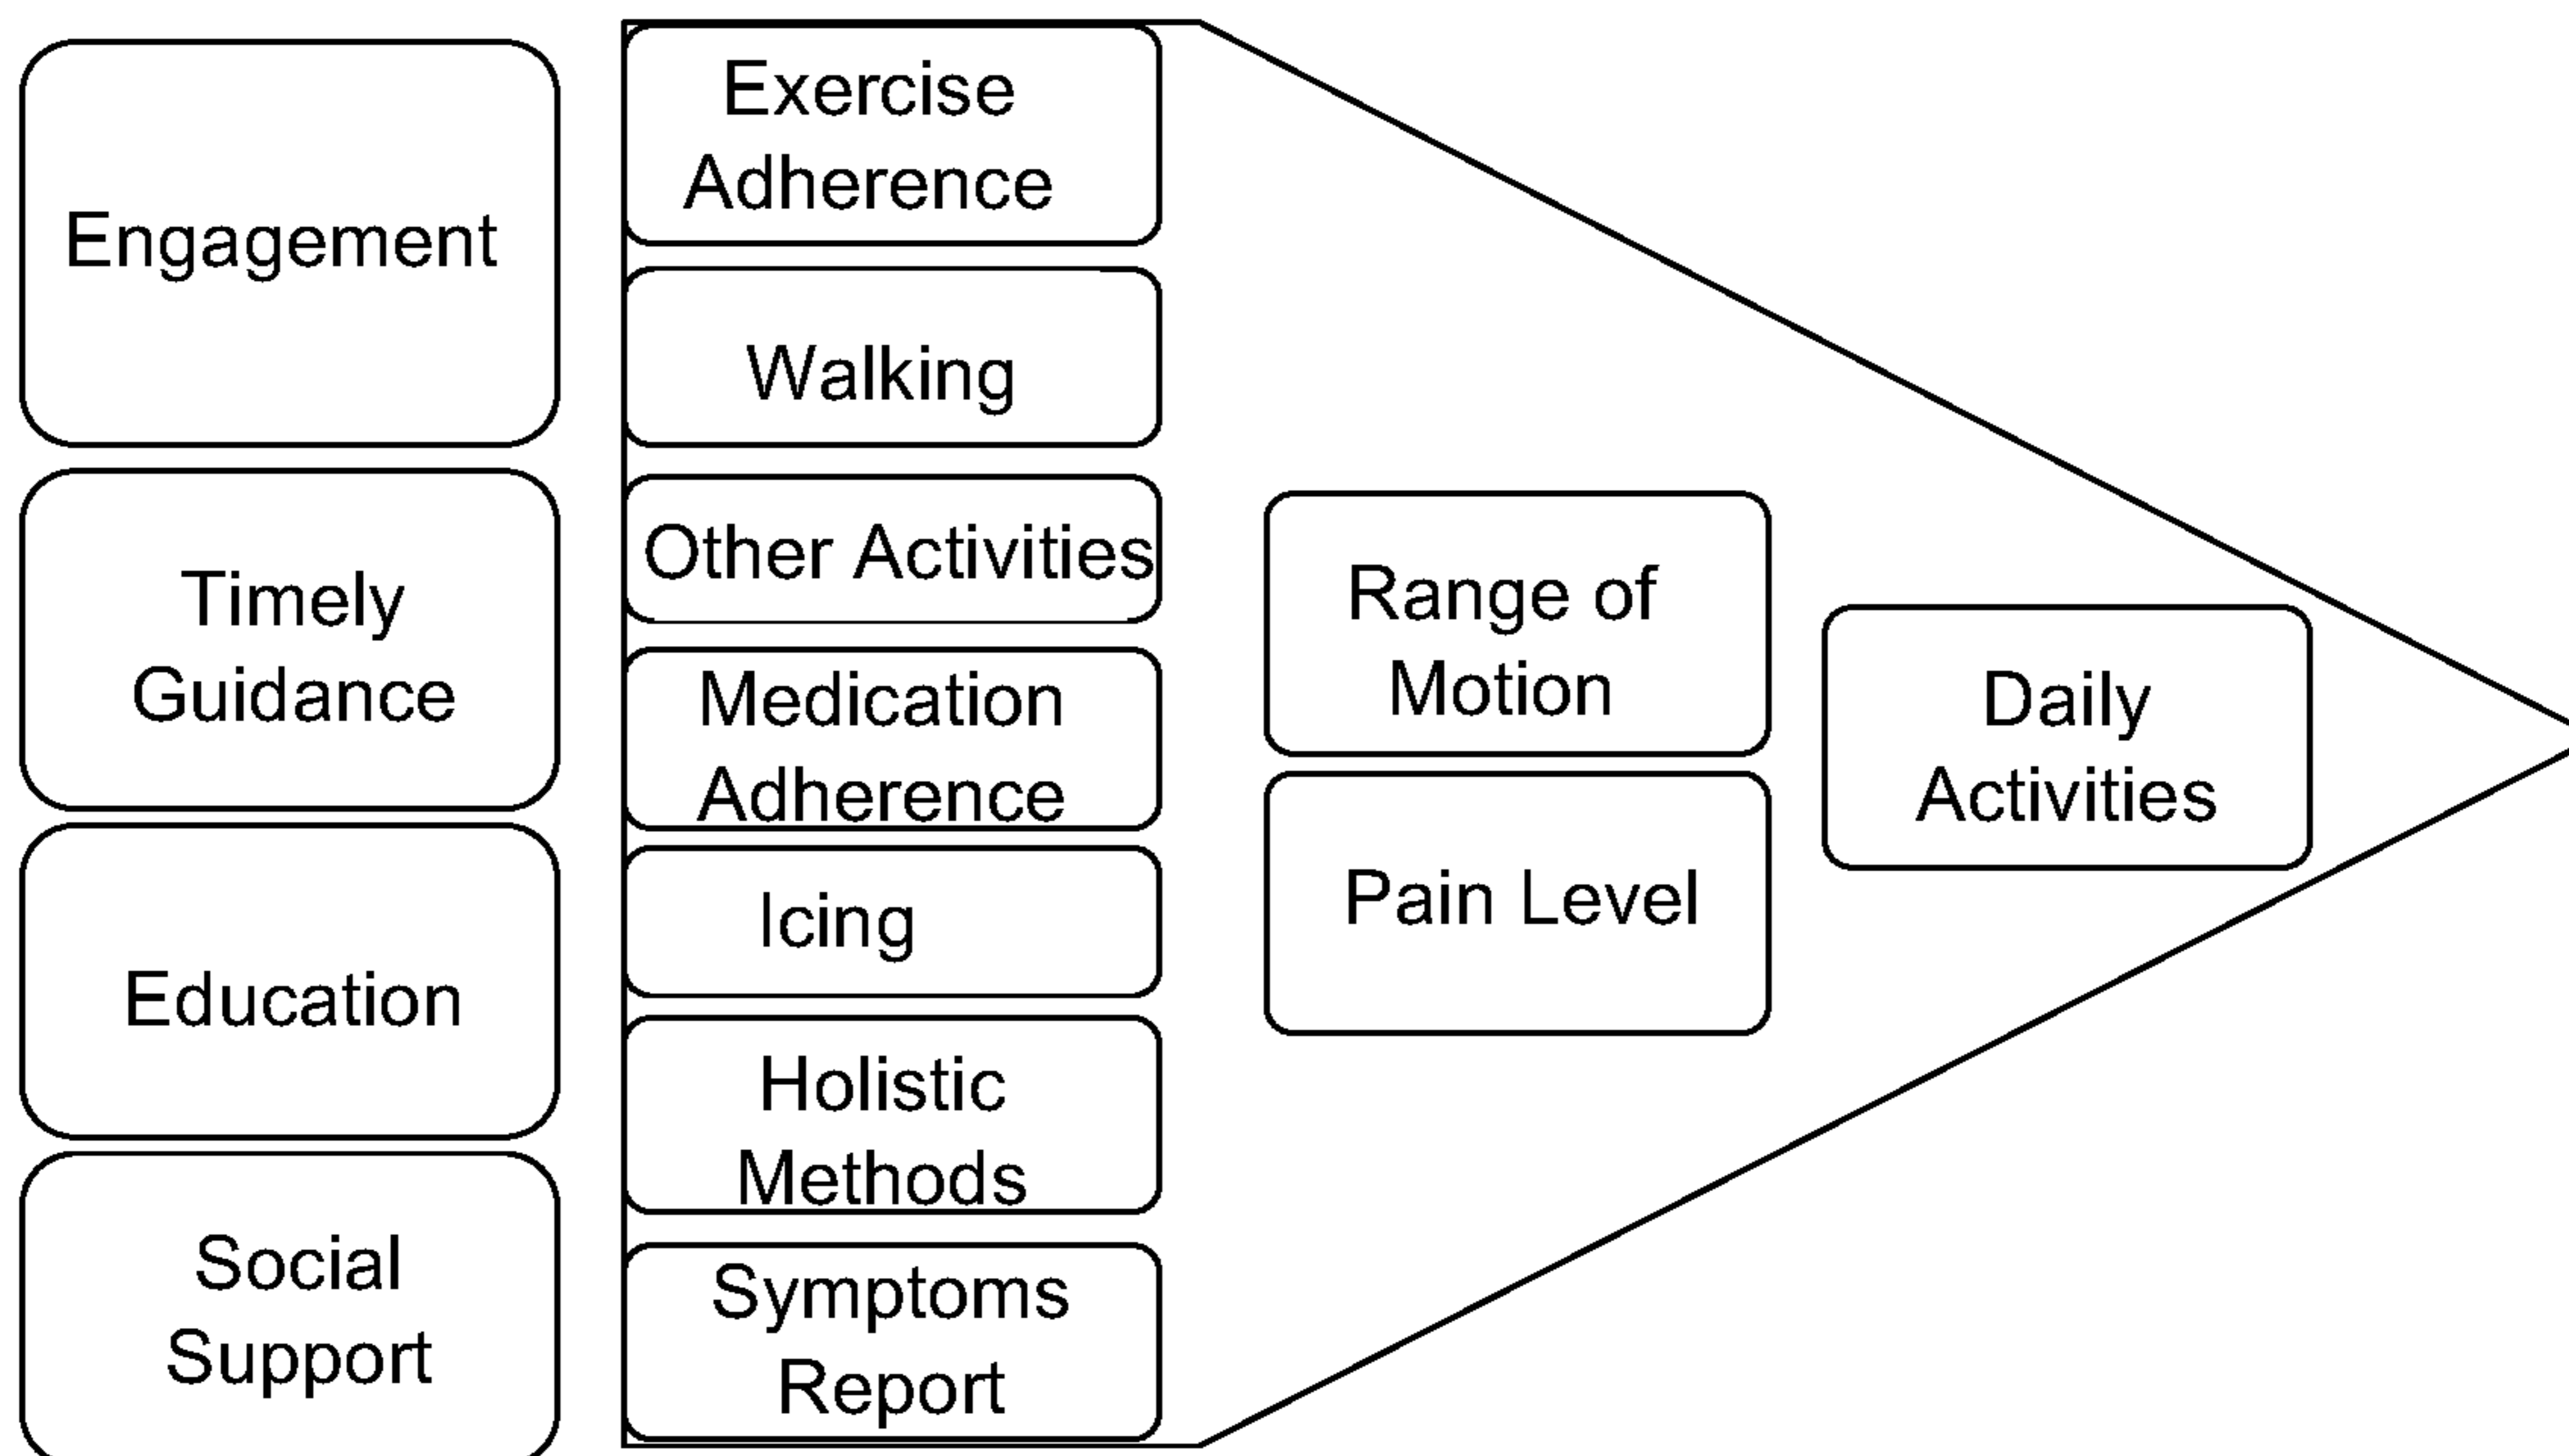 Engagement
Timely
Guidance
Education
Social
Support
Exercise
Adherence
Walking
Other Activities
Medication
Adherence
Icing
Holistic
Methods
Symptoms
Report
Range of
Motion
Pain Level
Daily
Activities